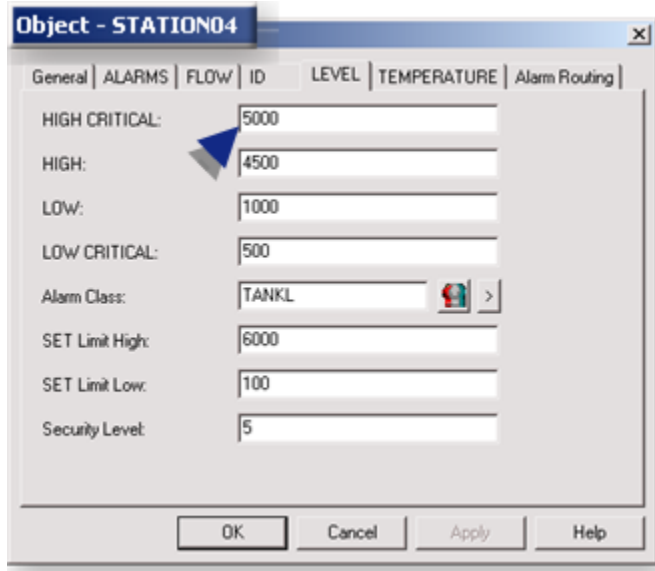 Object - STATION04
General ALARMS FLOW ID LEVEL TEMPERATURE Alarm Routing
HIGH CRITICAL: 5000
HIGH: 4500
LOW: 1000
LOW CRITICAL: 500
Alarm Class: TANKL >
SET Limit High: 6000
SET Limit Low: 100
Security Level: 5
OK Cancel Apply Help